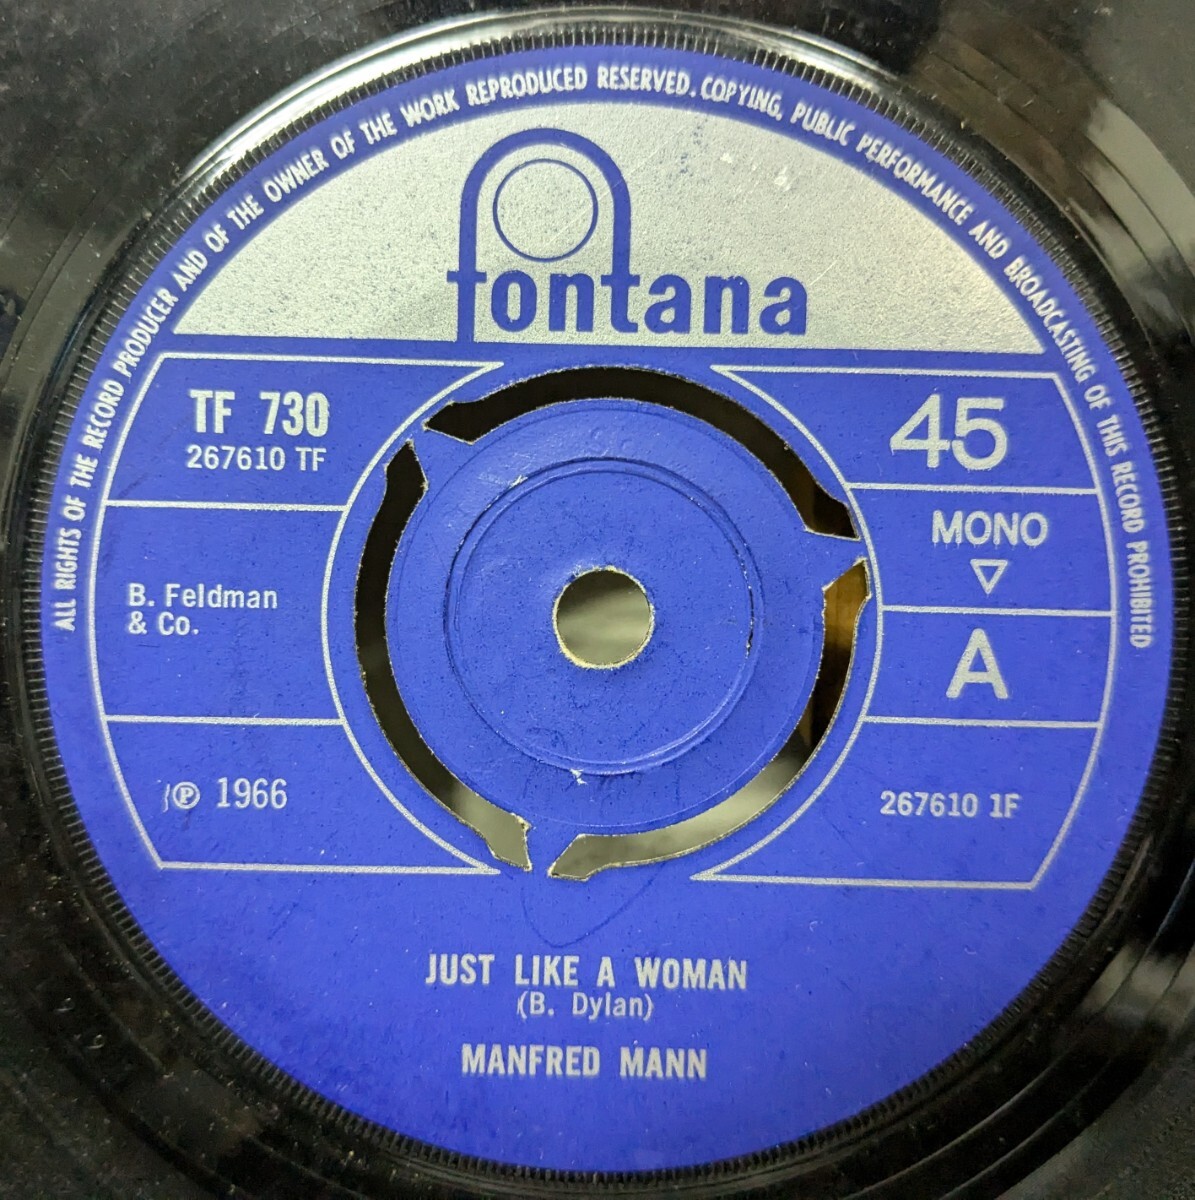 ALL RIGHTS OF THE RECORD PRODUCER AND OF THE OWNER OF THE WORK REPRODUCED RESERVED. COPYING, PUBLIC PERFORMANCE AND BROADCASTING OF THIS RECORD PROHIBITED
fontana
TF 730
267610 TF
45
MONO
▽
B. Feldman
& Co.
A
℗ 1966
267610 1F
JUST LIKE A WOMAN
(B. Dylan)
MANFRED MANN